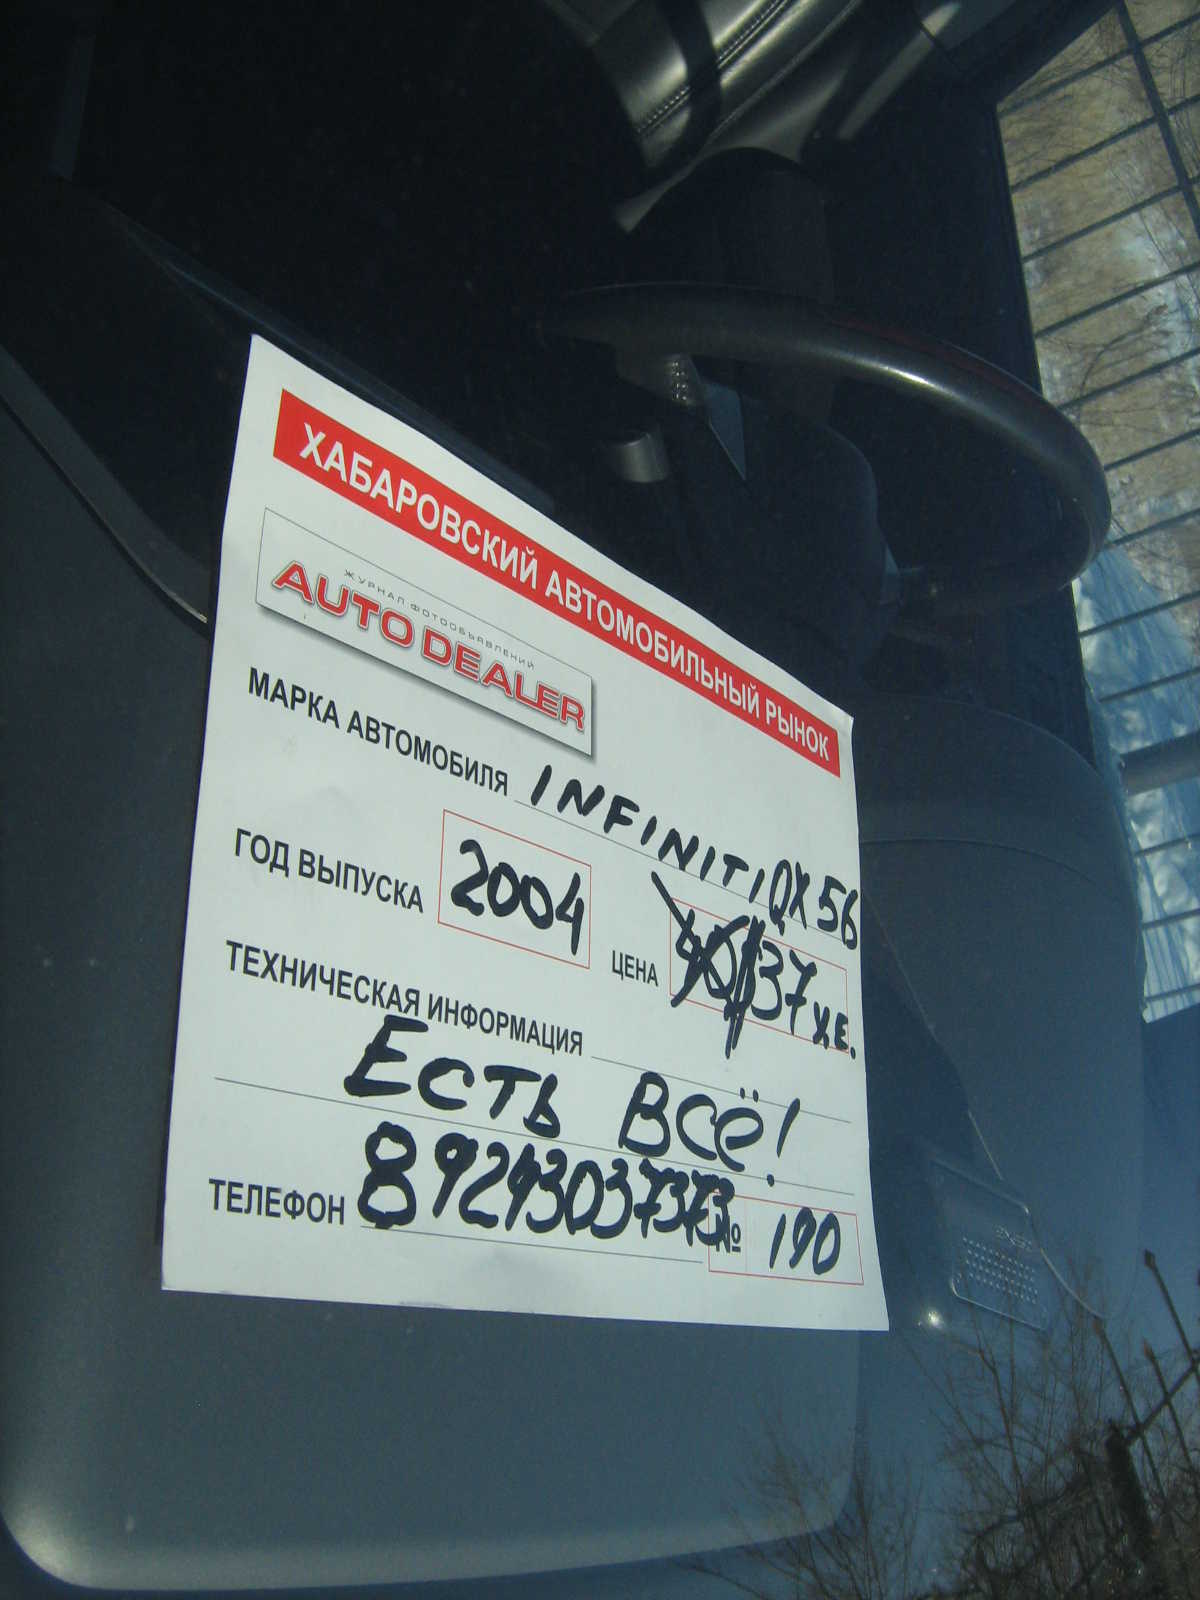 ХАБАРОВСКИЙ АВТОМОБИЛЬНЫЙ РЫНОК
ЖУРНАЛ ФОТООБЪЯВЛЕНИЙ
AUTO DEALER
МАРКА АВТОМОБИЛЯ INFINITI QX 56
ГОД ВЫПУСКА 2004 ЦЕНА 40 37 У.Е.
ТЕХНИЧЕСКАЯ ИНФОРМАЦИЯ
ЕСТЬ ВСЁ!
ТЕЛЕФОН 89243037373 № 190